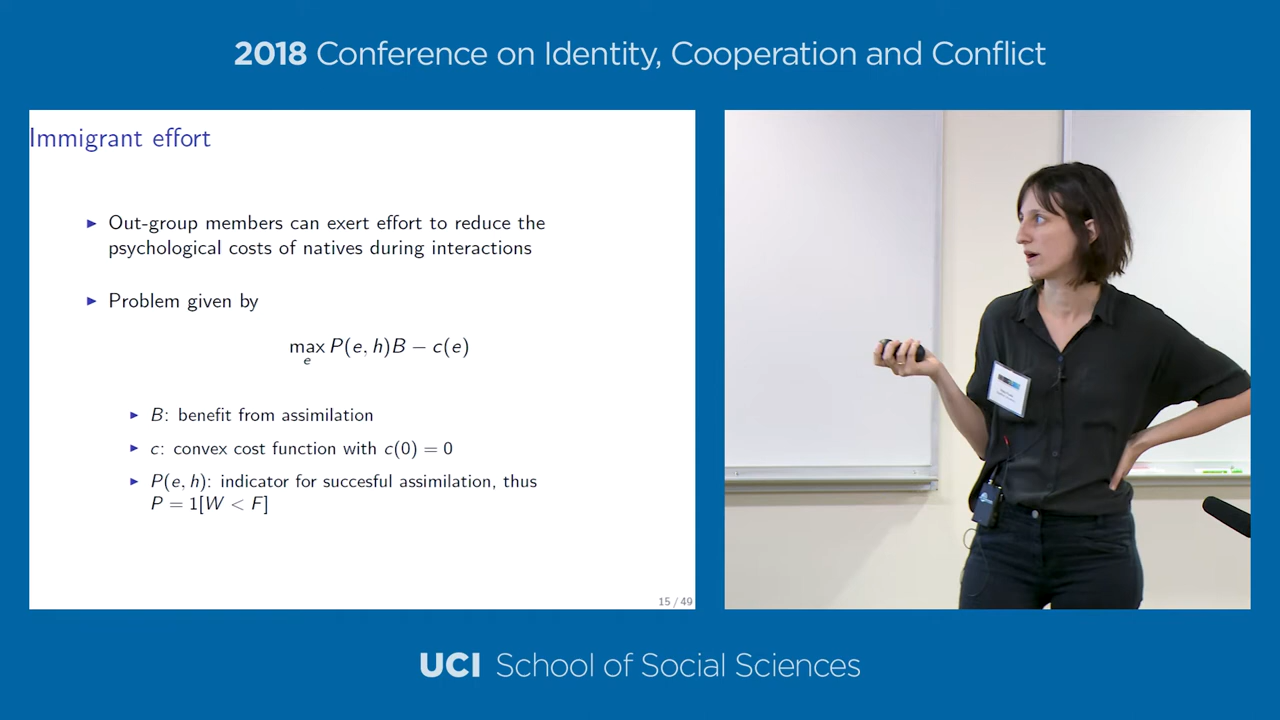 2018 Conference on Identity, Cooperation and Conflict
Immigrant effort
► Out-group members can exert effort to reduce the
psychological costs of natives during interactions
► Problem given by
max P(e, h)B − c(e)
e
► B: benefit from assimilation
► c: convex cost function with c(0) = 0
► P(e, h): indicator for succesful assimilation, thus
P = 1[W < F]
15 / 49
UCI School of Social Sciences